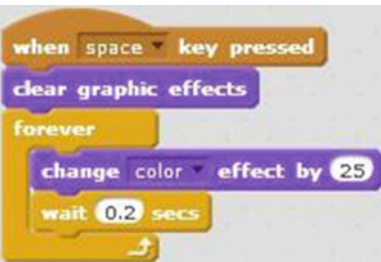 when space key pressed
clear graphic effects
forever
change color effect by 25
wait 0.2 secs